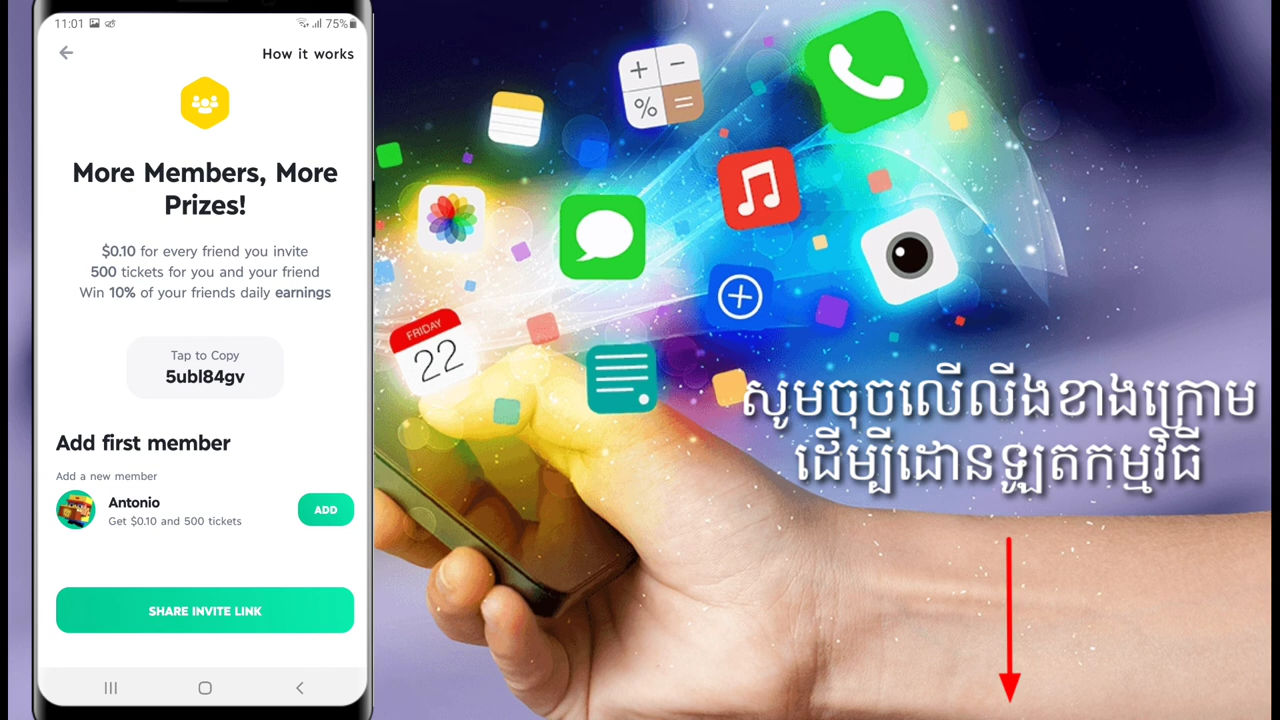 11:01
75%
How it works
More Members, More
Prizes!
$0.10 for every friend you invite
500 tickets for you and your friend
Win 10% of your friends daily earnings
Tap to Copy
5ubl84gv
Add first member
Add a new member
Antonio
Get $0.10 and 500 tickets
ADD
SHARE INVITE LINK
+ −
% =
FRIDAY
22
សូមចុចលើលីងខាងក្រោម
ដើម្បីដោនឡូតកម្មវិធី